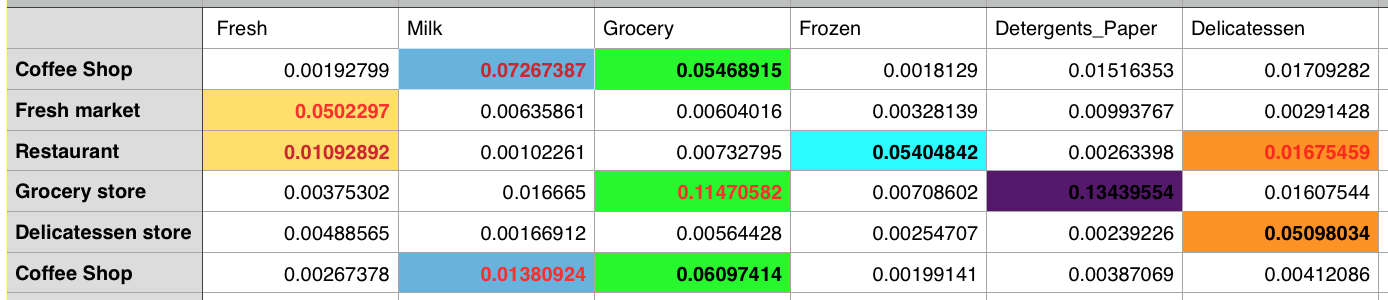 Fresh Milk Grocery Frozen Detergents_Paper Delicatessen
Coffee Shop 0.00192799 0.07267387 0.05468915 0.0018129 0.01516353 0.01709282
Fresh market 0.0502297 0.00635861 0.00604016 0.00328139 0.00993767 0.00291428
Restaurant 0.01092892 0.00102261 0.00732795 0.05404842 0.00263398 0.01675459
Grocery store 0.00375302 0.016665 0.11470582 0.00708602 0.13439554 0.01607544
Delicatessen store 0.00488565 0.00166912 0.00564428 0.00254707 0.00239226 0.05098034
Coffee Shop 0.00267378 0.01380924 0.06097414 0.00199141 0.00387069 0.00412086